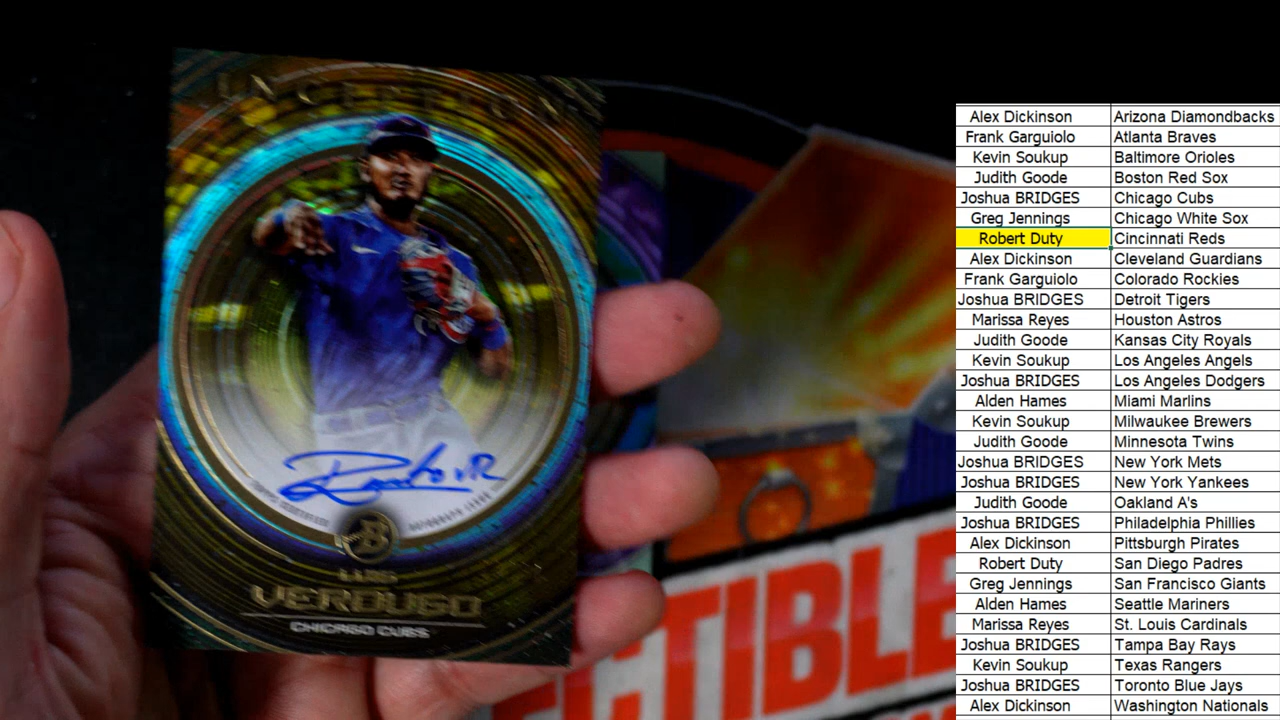 INCEPTION
LUIS
VERDUGO
CHICAGO CUBS
B
CTIBLE
Alex Dickinson Arizona Diamondbacks
Frank Garguiolo Atlanta Braves
Kevin Soukup Baltimore Orioles
Judith Goode Boston Red Sox
Joshua BRIDGES Chicago Cubs
Greg Jennings Chicago White Sox
Robert Duty Cincinnati Reds
Alex Dickinson Cleveland Guardians
Frank Garguiolo Colorado Rockies
Joshua BRIDGES Detroit Tigers
Marissa Reyes Houston Astros
Judith Goode Kansas City Royals
Kevin Soukup Los Angeles Angels
Joshua BRIDGES Los Angeles Dodgers
Alden Hames Miami Marlins
Kevin Soukup Milwaukee Brewers
Judith Goode Minnesota Twins
Joshua BRIDGES New York Mets
Joshua BRIDGES New York Yankees
Judith Goode Oakland A's
Joshua BRIDGES Philadelphia Phillies
Alex Dickinson Pittsburgh Pirates
Robert Duty San Diego Padres
Greg Jennings San Francisco Giants
Alden Hames Seattle Mariners
Marissa Reyes St. Louis Cardinals
Joshua BRIDGES Tampa Bay Rays
Kevin Soukup Texas Rangers
Joshua BRIDGES Toronto Blue Jays
Alex Dickinson Washington Nationals